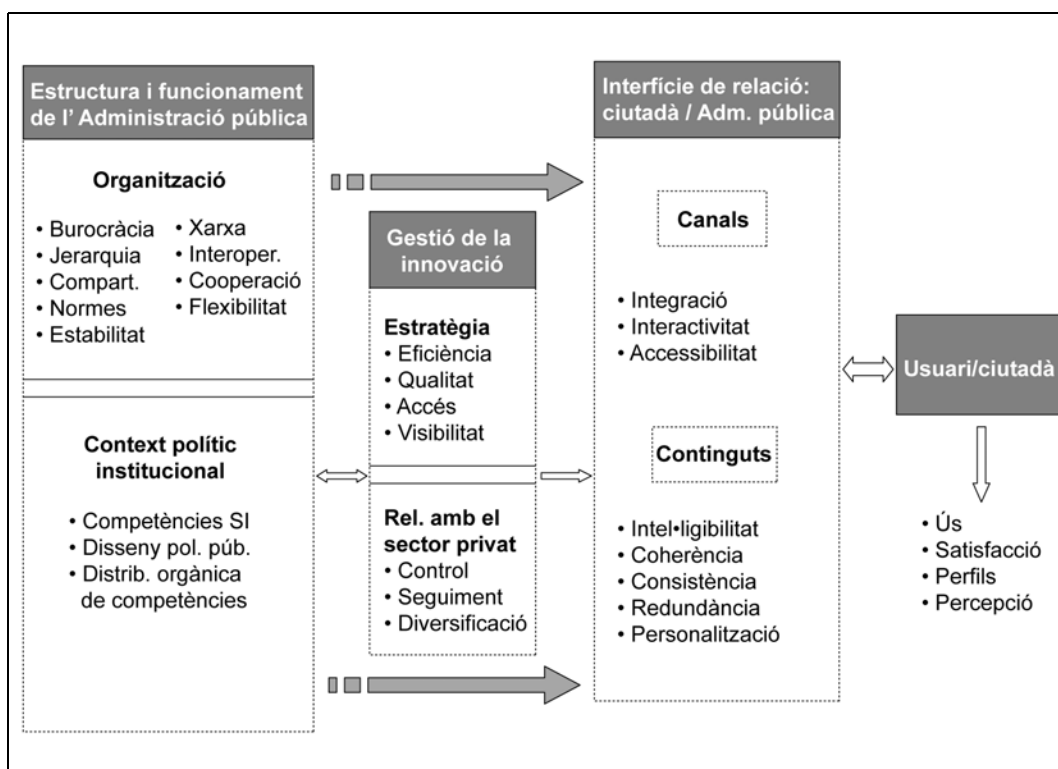 Estructura i funcionament
de l’ Administració pública
Organització
• Burocràcia
• Jerarquia
• Compart.
• Normes
• Estabilitat
• Xarxa
• Interoper.
• Cooperació
• Flexibilitat
Context polític
institucional
• Competències SI
• Disseny pol. púb.
• Distrib. orgànica
de competències
Gestió de la
innovació
Estratègia
• Eficiència
• Qualitat
• Accés
• Visibilitat
Rel. amb el
sector privat
• Control
• Seguiment
• Diversificació
Interfície de relació:
ciutadà / Adm. pública
Canals
• Integració
• Interactivitat
• Accessibilitat
Continguts
• Intel•ligibilitat
• Coherència
• Consistència
• Redundància
• Personalització
Usuari/ciutadà
• Ús
• Satisfacció
• Perfils
• Percepció